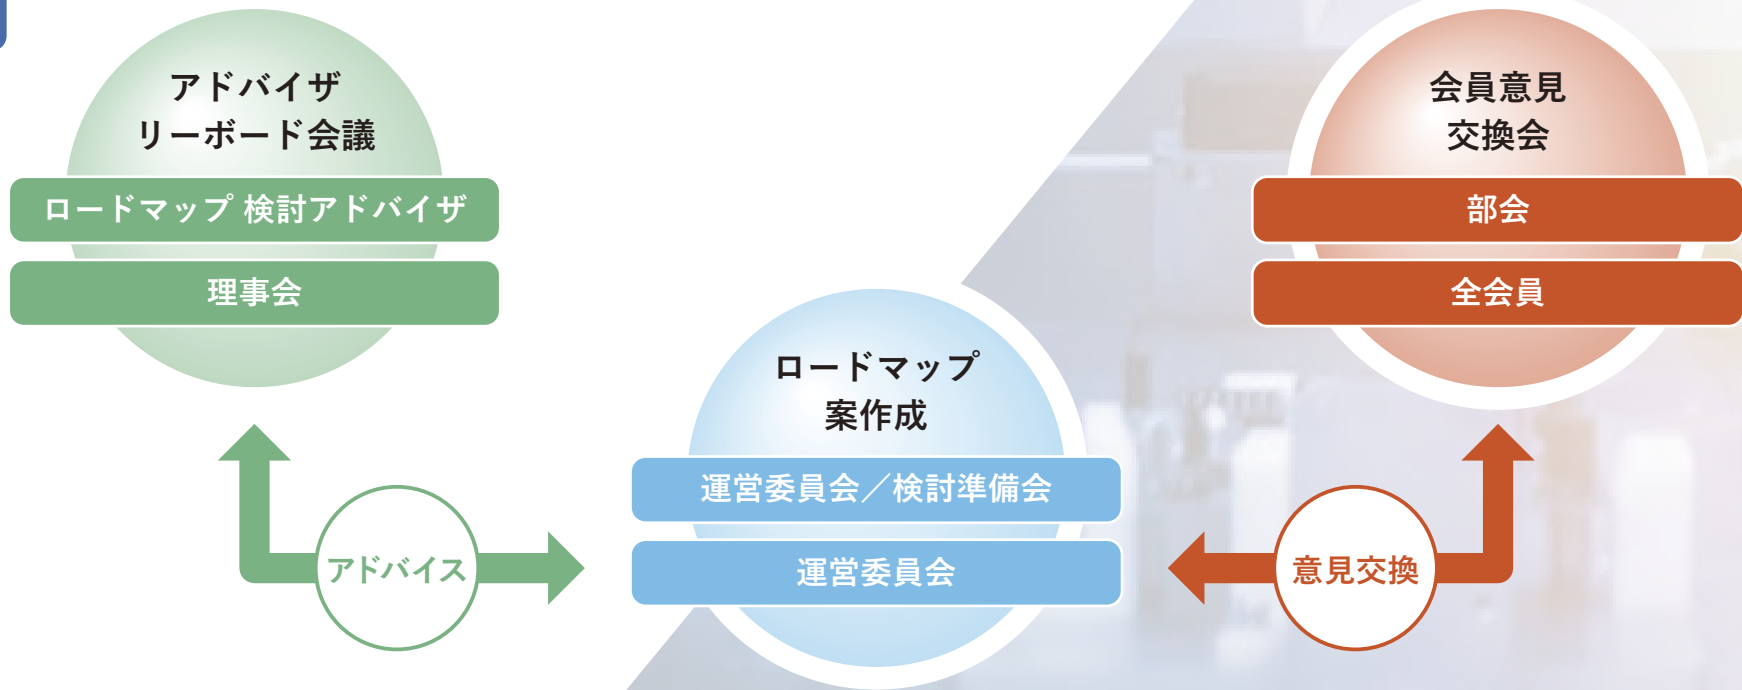 アドバイザ
リーボード会議
ロードマップ 検討アドバイザ
理事会
アドバイス
ロードマップ
案作成
運営委員会／検討準備会
運営委員会
会員意見
交換会
部会
全会員
意見交換